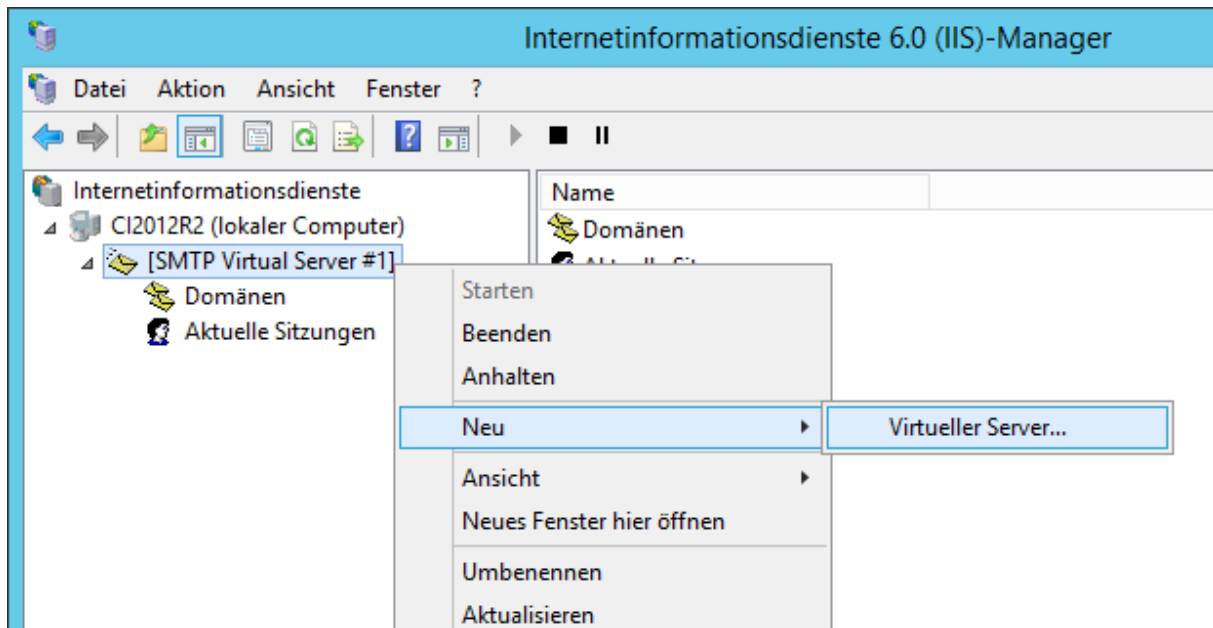 Internetinformationsdienste 6.0 (IIS)-Manager
Datei Aktion Ansicht Fenster ?
Internetinformationsdienste
CI2012R2 (lokaler Computer)
[SMTP Virtual Server #1]
Domänen
Aktuelle Sitzungen
Name
Domänen
Starten
Beenden
Anhalten
Neu
Virtueller Server...
Ansicht
Neues Fenster hier öffnen
Umbenennen
Aktualisieren